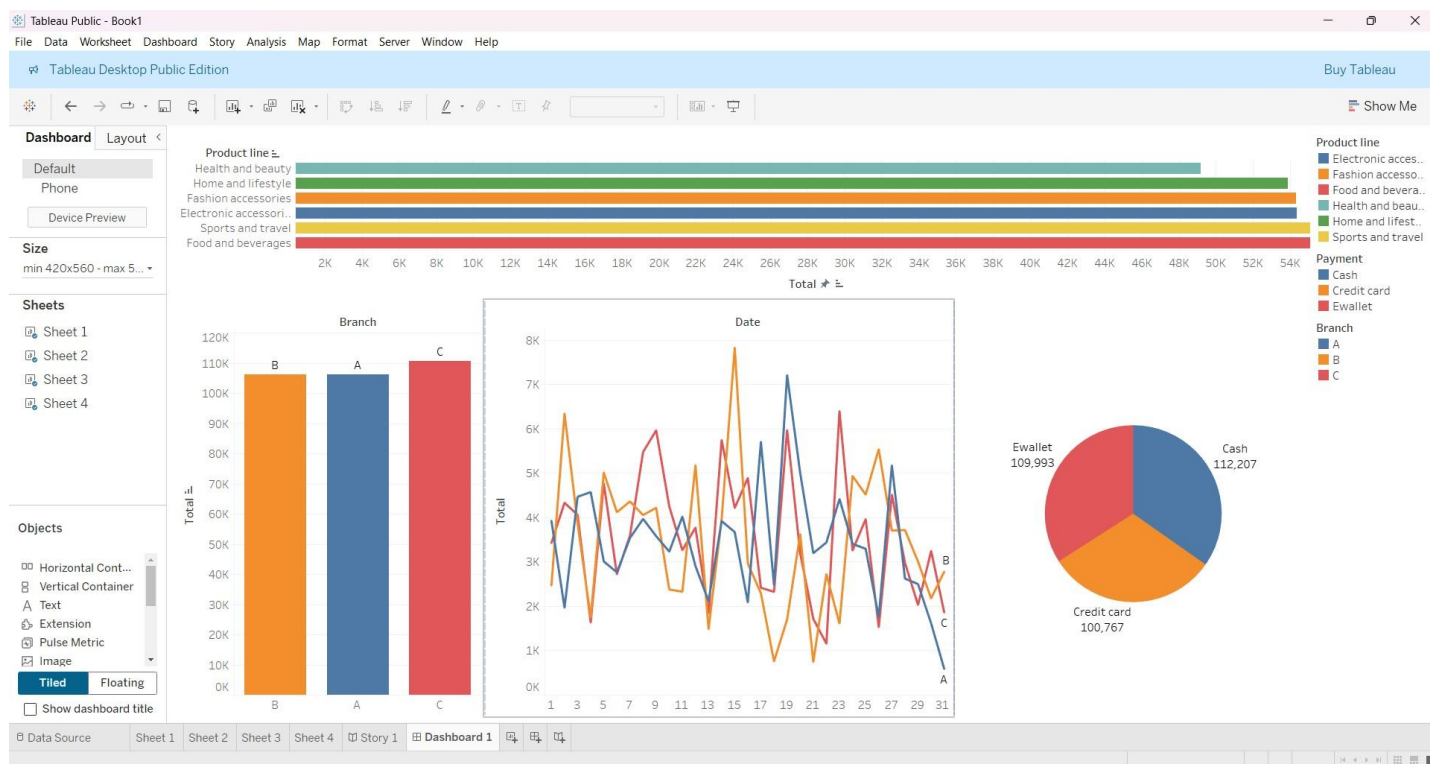 Tableau Public - Book1
File Data Worksheet Dashboard Story Analysis Map Format Server Window Help
Tableau Desktop Public Edition
Buy Tableau
Show Me
Dashboard Layout
Default
Phone
Device Preview
Size
min 420x560 - max 5...
Sheets
Sheet 1
Sheet 2
Sheet 3
Sheet 4
Objects
Horizontal Cont...
Vertical Container
A Text
Extension
Pulse Metric
Image
Tiled Floating
Show dashboard title
Product line
Health and beauty
Home and lifestyle
Fashion accessories
Electronic accessori..
Sports and travel
Food and beverages
2K 4K 6K 8K 10K 12K 14K 16K 18K 20K 22K 24K 26K 28K 30K 32K 34K 36K 38K 40K 42K 44K 46K 48K 50K 52K 54K
Total
Branch
120K
110K
100K
90K
80K
70K
60K
50K
40K
30K
20K
10K
0K
Total
B A C
B A C
Date
8K
7K
6K
5K
4K
3K
2K
1K
0K
Total
B
C
A
1 3 5 7 9 11 13 15 17 19 21 23 25 27 29 31
Ewallet
109,993
Cash
112,207
Credit card
100,767
Product line
Electronic acces..
Fashion accesso..
Food and bevera..
Health and beau..
Home and lifest..
Sports and travel
Payment
Cash
Credit card
Ewallet
Branch
A
B
C
Data Source Sheet 1 Sheet 2 Sheet 3 Sheet 4 Story 1 Dashboard 1